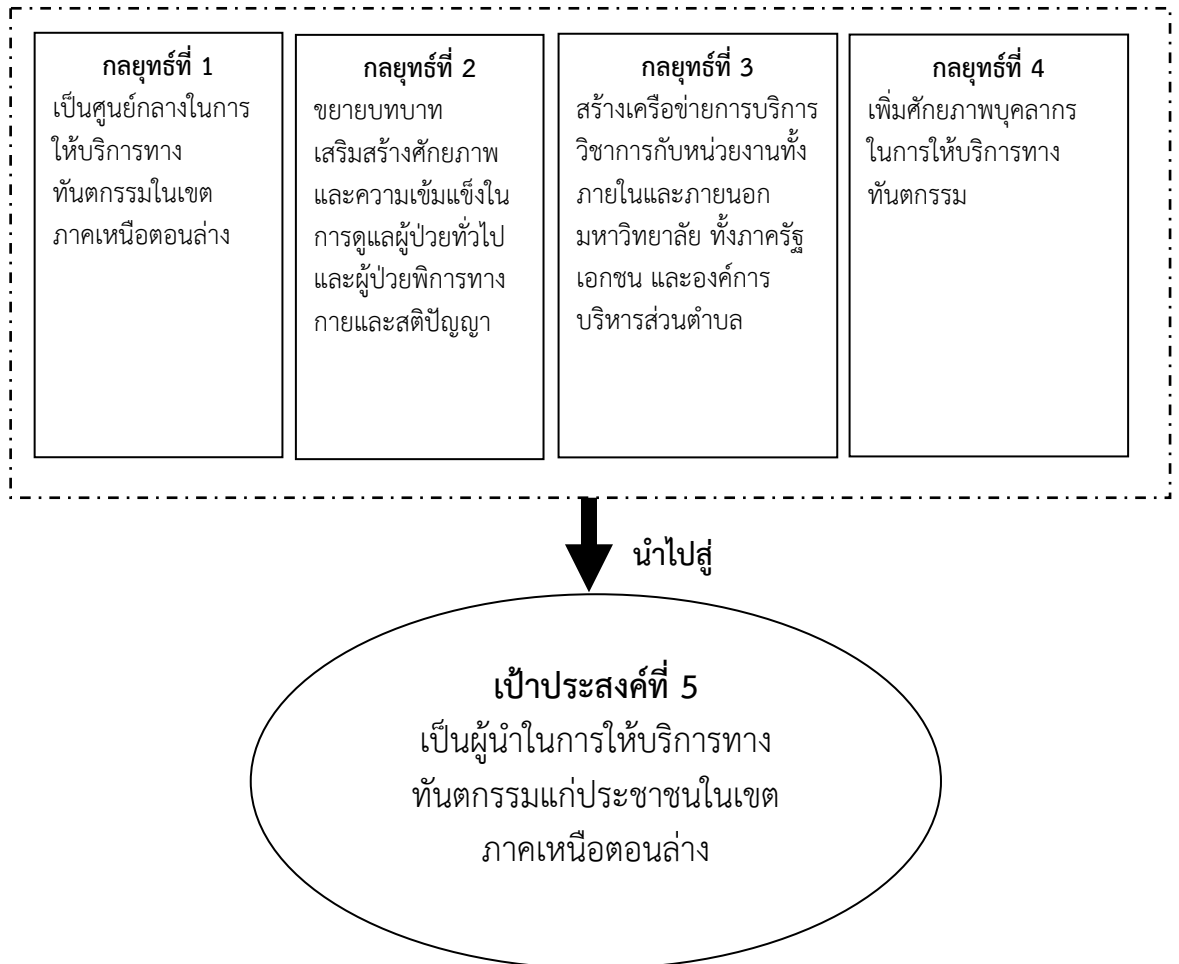 กลยุทธ์ที่ 1
เป็นศูนย์กลางในการ
ให้บริการทาง
ทันตกรรมในเขต
ภาคเหนือตอนล่าง
กลยุทธ์ที่ 2
ขยายบทบาท
เสริมสร้างศักยภาพ
และความเข้มแข็งใน
การดูแลผู้ป่วยทั่วไป
และผู้ป่วยพิการทาง
กายและสติปัญญา
กลยุทธ์ที่ 3
สร้างเครือข่ายการบริการ
วิชาการกับหน่วยงานทั้ง
ภายในและภายนอก
มหาวิทยาลัย ทั้งภาครัฐ
เอกชน และองค์การ
บริหารส่วนตำบล
กลยุทธ์ที่ 4
เพิ่มศักยภาพบุคลากร
ในการให้บริการทาง
ทันตกรรม
นำไปสู่
เป้าประสงค์ที่ 5
เป็นผู้นำในการให้บริการทาง
ทันตกรรมแก่ประชาชนในเขต
ภาคเหนือตอนล่าง